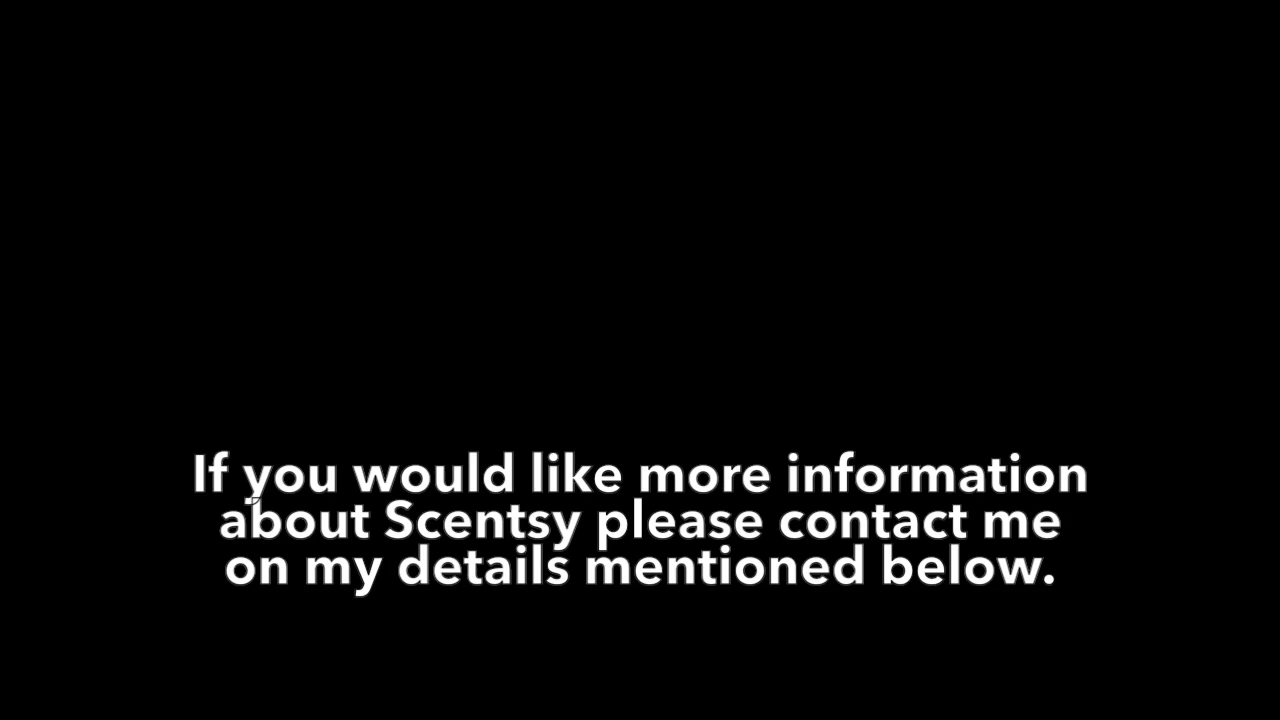 If you would like more information
about Scentsy please contact me
on my details mentioned below.